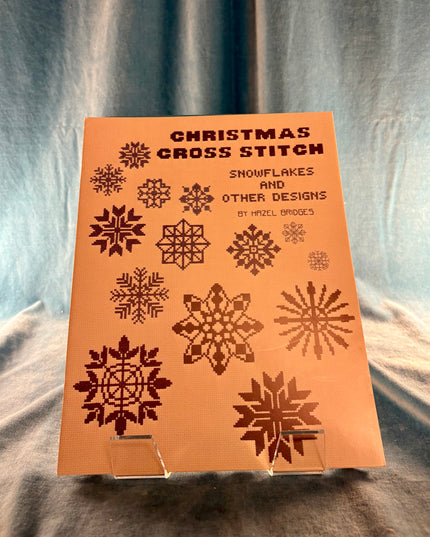 CHRISTMAS
CROSS STITCH
SNOWFLAKES
AND
OTHER DESIGNS
BY HAZEL BRIDGES